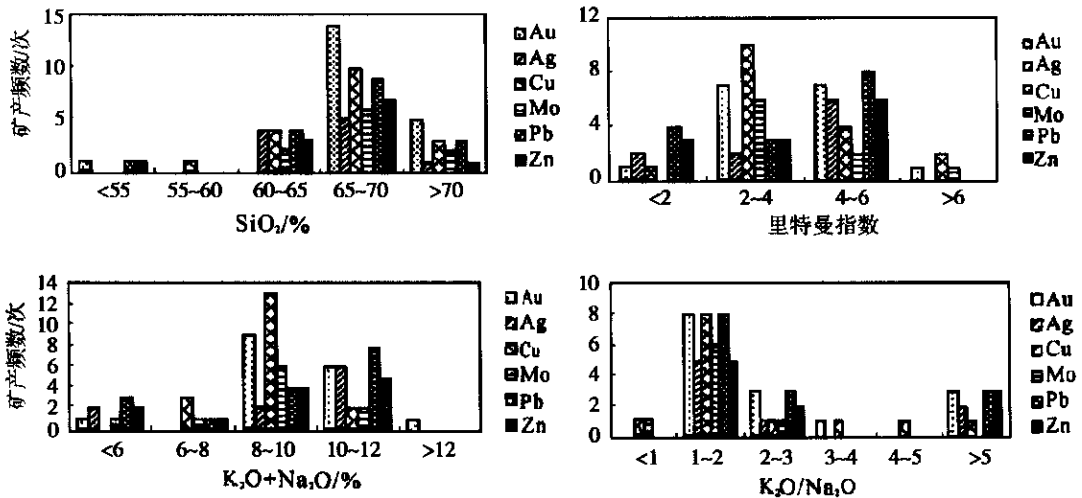 矿产频数/次
15
10
5
0
<55
55~60
60~65
65~70
>70
SiO₂/%
Au
Ag
Cu
Mo
Pb
Zn
12
8
4
0
<2
2~4
4~6
>6
里特曼指数
Au
Ag
Cu
Mo
Pb
Zn
矿产频数/次
14
12
10
8
6
4
2
0
<6
6~8
8~10
10~12
>12
K₂O+Na₂O/%
Au
Ag
Cu
Mo
Pb
Zn
10
8
6
4
2
0
<1
1~2
2~3
3~4
4~5
>5
K₂O/Na₂O
Au
Ag
Cu
Mo
Pb
Zn